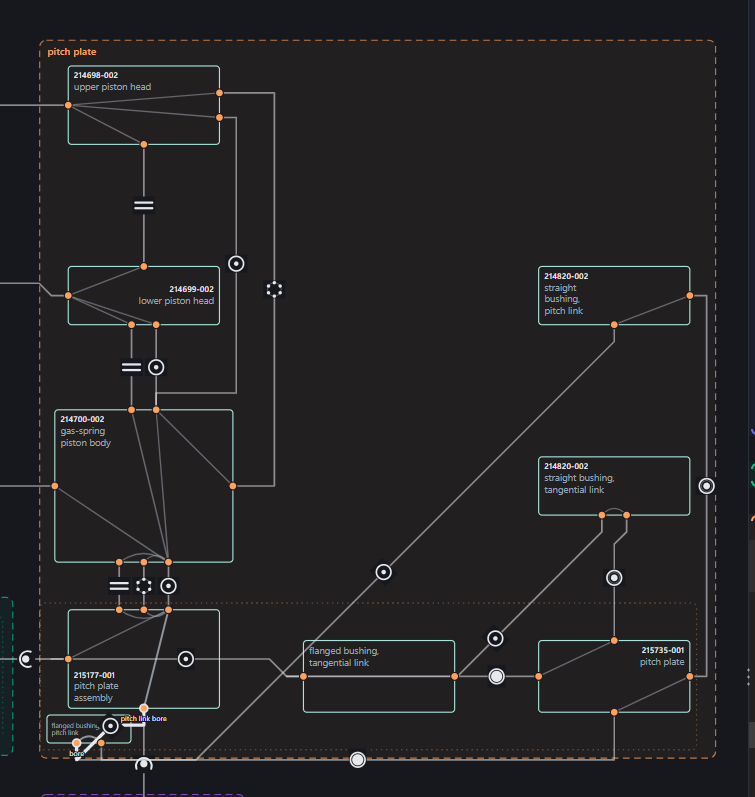 pitch plate
214698-002
upper piston head
214699-002
lower piston head
214820-002
straight
bushing,
pitch link
214700-002
gas-spring
piston body
214820-002
straight bushing,
tangential link
flanged bushing,
tangential link
215735-001
pitch plate
215177-001
pitch plate
assembly
flanged bushing,
pitch link
pitch link bore
bore